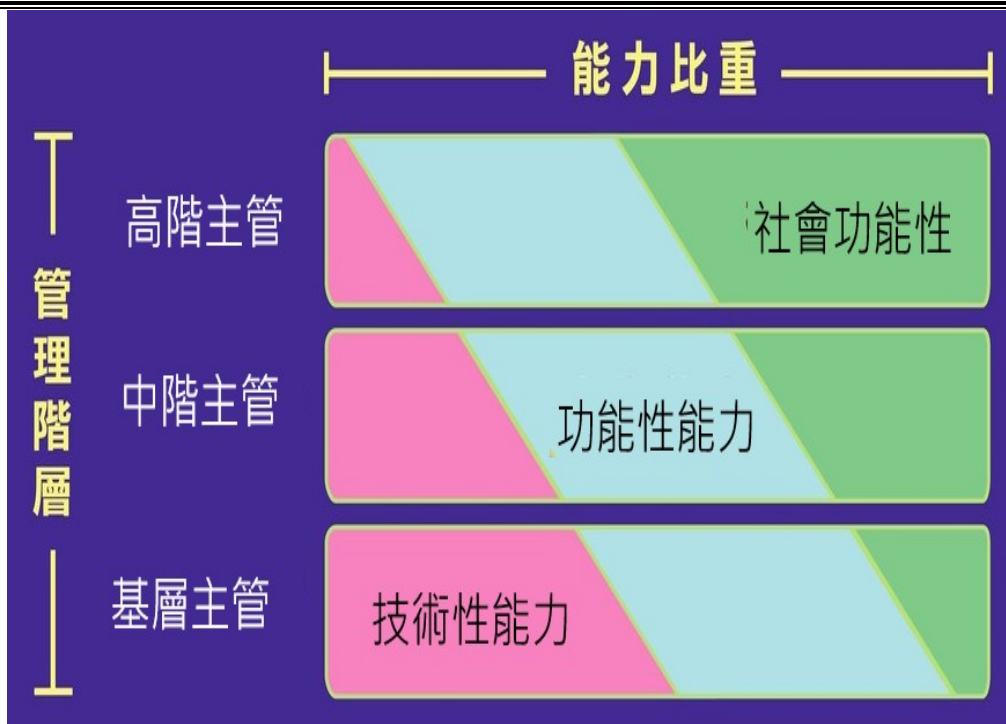 能力比重
管理階層
高階主管
社會功能性
中階主管
功能性能力
基層主管
技術性能力